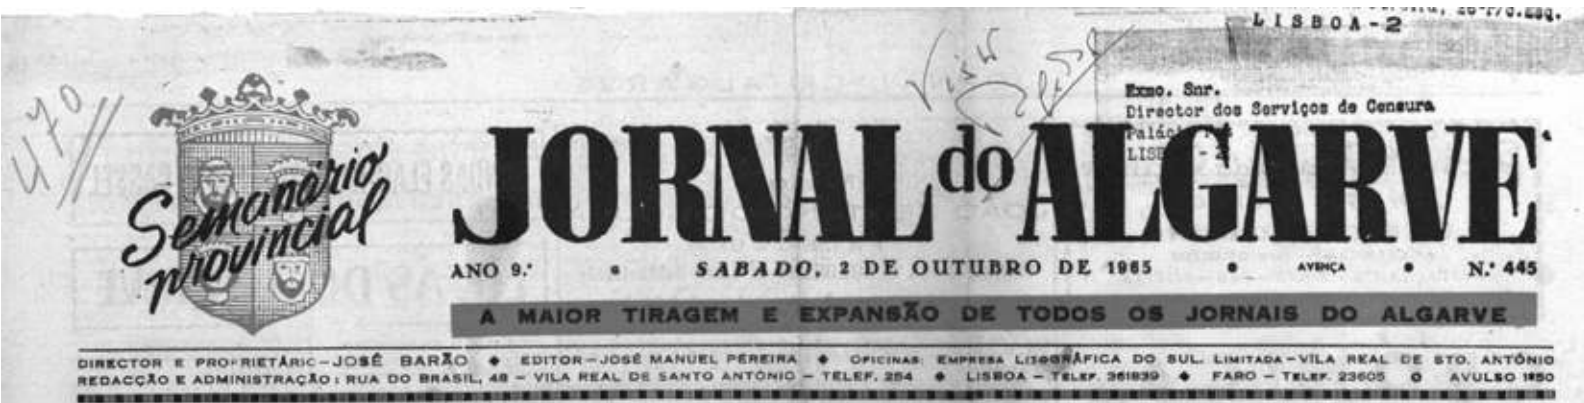 LISBOA-2
470
Visto
Exmo. Snr.
Director dos Serviços de Censura
Palácio
Semanário
provincial
JORNAL do ALGARVE
ANO 9.º • SÁBADO, 2 DE OUTUBRO DE 1965 • AVENÇA • N.º 445
A MAIOR TIRAGEM E EXPANSÃO DE TODOS OS JORNAIS DO ALGARVE
DIRECTOR E PROPRIETÁRIO—JOSÉ BARÃO ◆ EDITOR—JOSÉ MANUEL PEREIRA ◆ OFICINAS: EMPRESA LITOGRÁFICA DO SUL, LIMITADA—VILA REAL DE STO. ANTÓNIO
REDACÇÃO E ADMINISTRAÇÃO: RUA DO BRASIL, 48 — VILA REAL DE SANTO ANTÓNIO — TELEF. 254 ◆ LISBOA — TELEF. 361839 ◆ FARO — TELEF. 23605 ● AVULSO 1$50